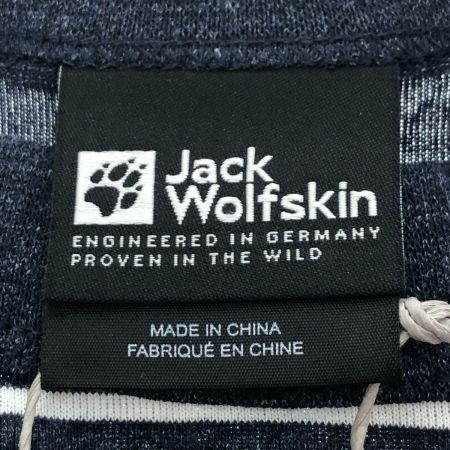 Jack
Wolfskin
ENGINEERED IN GERMANY
PROVEN IN THE WILD
MADE IN CHINA
FABRIQUÉ EN CHINE